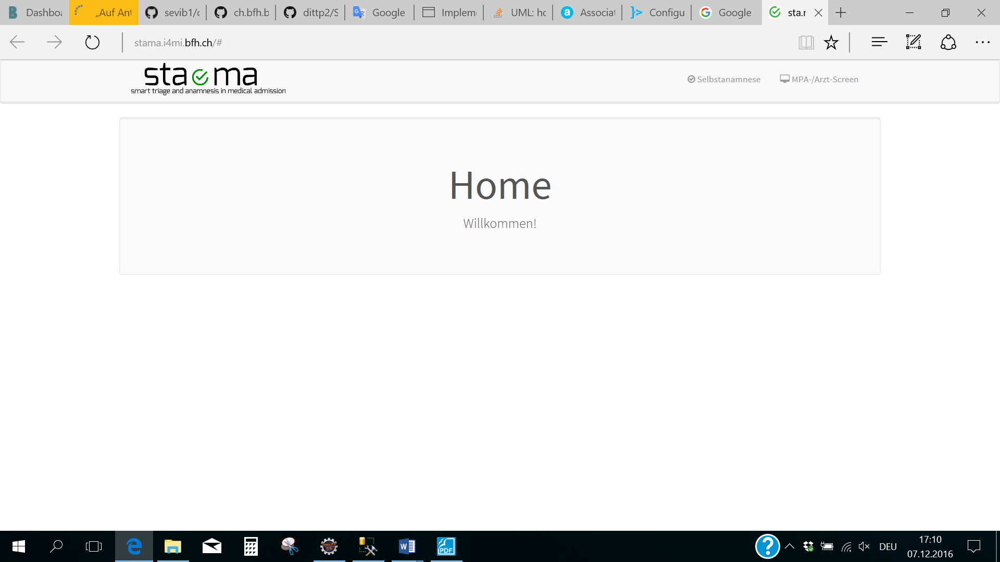 Dashboa
„Auf Ant
sevib1/c
ch.bfh.b
dittp2/S
Google
Implem
UML: ho
Associat
Configu
Google
sta.r
stama.i4mi.bfh.ch/#
sta ma
smart triage and anamnesis in medical admission
Selbstanamnese
MPA-/Arzt-Screen
Home
Willkommen!
DEU
17:10
07.12.2016